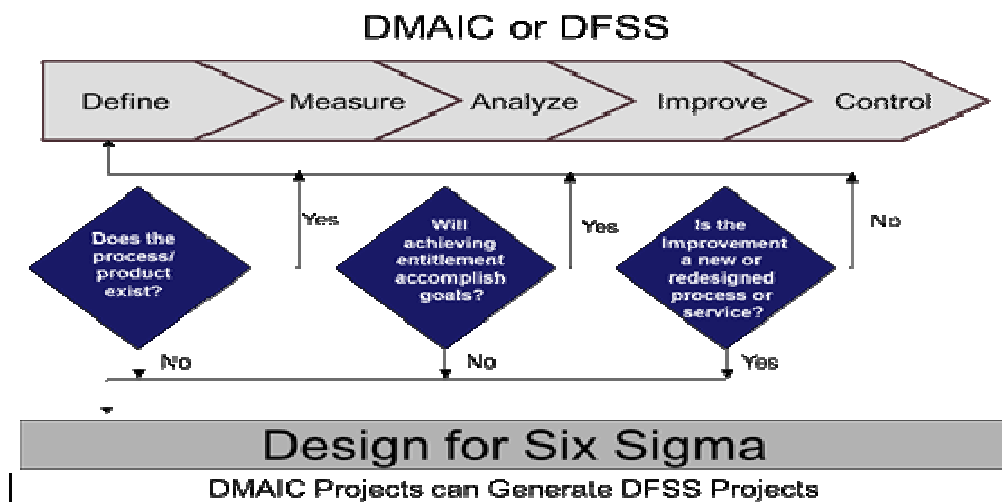 DMAIC or DFSS
Define Measure Analyze Improve Control
Does the
process/
product
exist?
Yes
Will
achieving
entitlement
accomplish
goals?
Yes
Is the
Improvement
a new or
redesigned
process or
service?
No
No
No
Yes
Design for Six Sigma
DMAIC Projects can Generate DFSS Projects